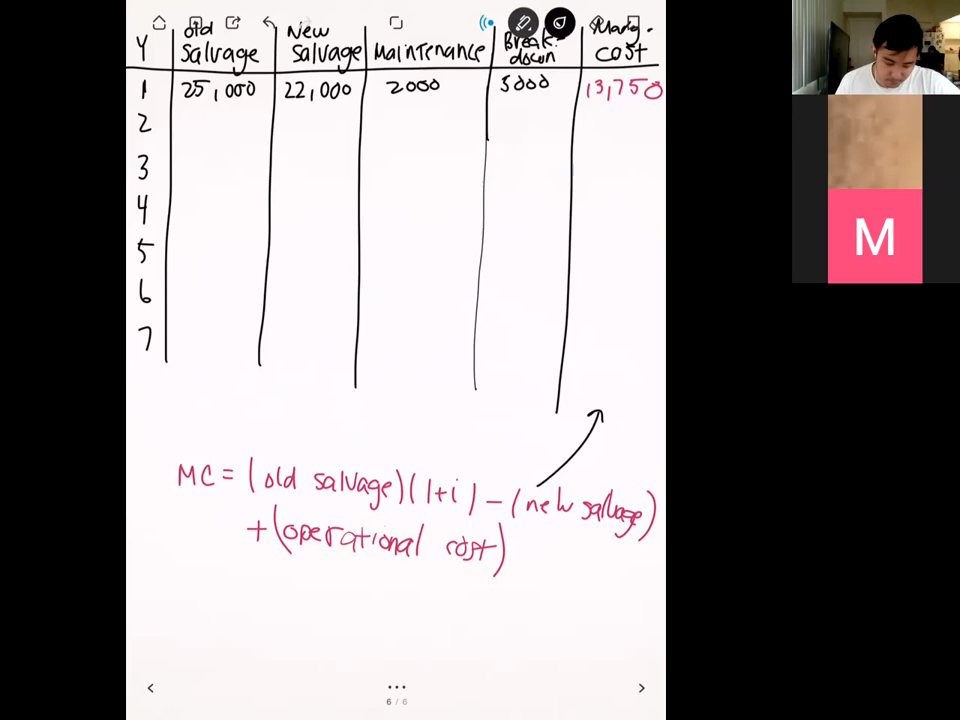 Y old Salvage New Salvage Maintenance Break-down Marg. cost
1 25,000 22,000 2000 5000 13,750
2
3
4
5
6
7
MC = (old salvage)(1+i) - (new salvage)
+ (operational cost)
6 / 6
M